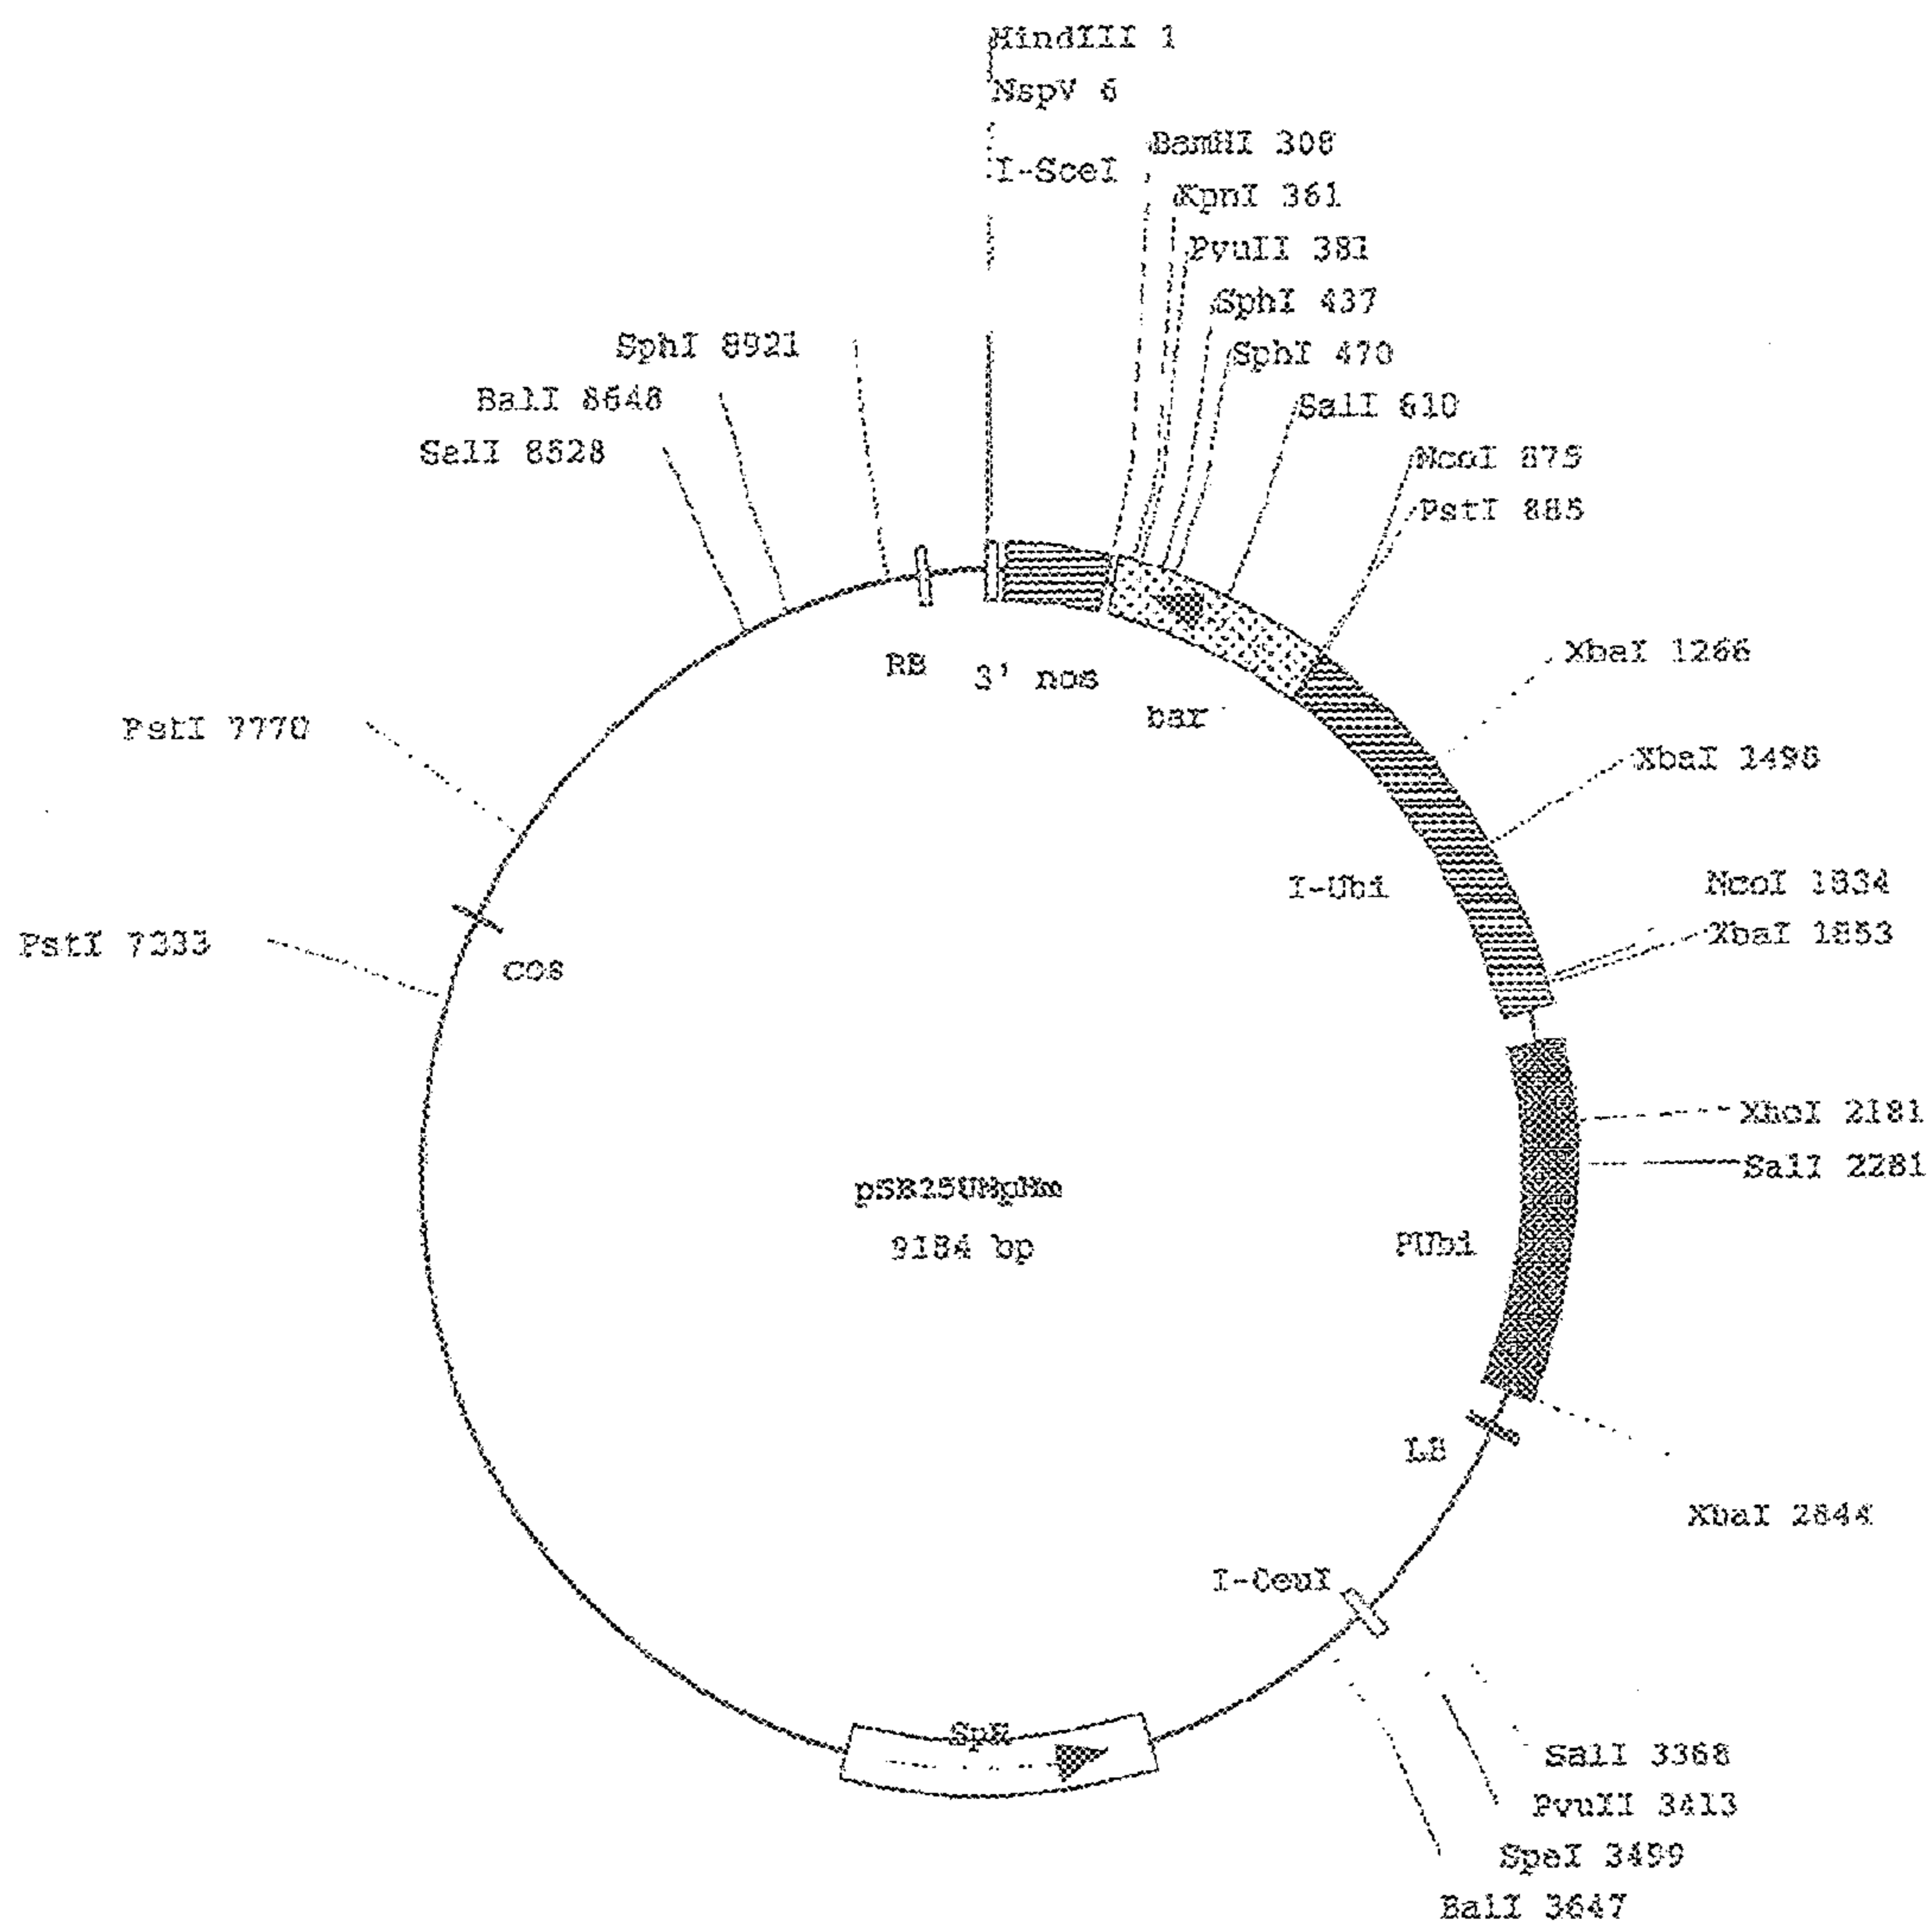 HindIII 1
NspV 6
I-SceI
BamHI 308
KpnI 361
PvuII 381
SphI 437
SphI 470
SalI 610
NcoI 875
PstI 885
XbaI 1266
XbaI 1495
NcoI 1834
XbaI 1853
XhoI 2181
SalI 2281
XbaI 2844
SalI 3368
PvuII 3413
SpeI 3499
BalI 3647
SphI 8921
BalI 8648
SalI 8528
PstI 7770
PstI 7333
RB
3' nos
bar
I-Ubi
PUbi
LB
I-CeuI
SpR
cos
9184 bp